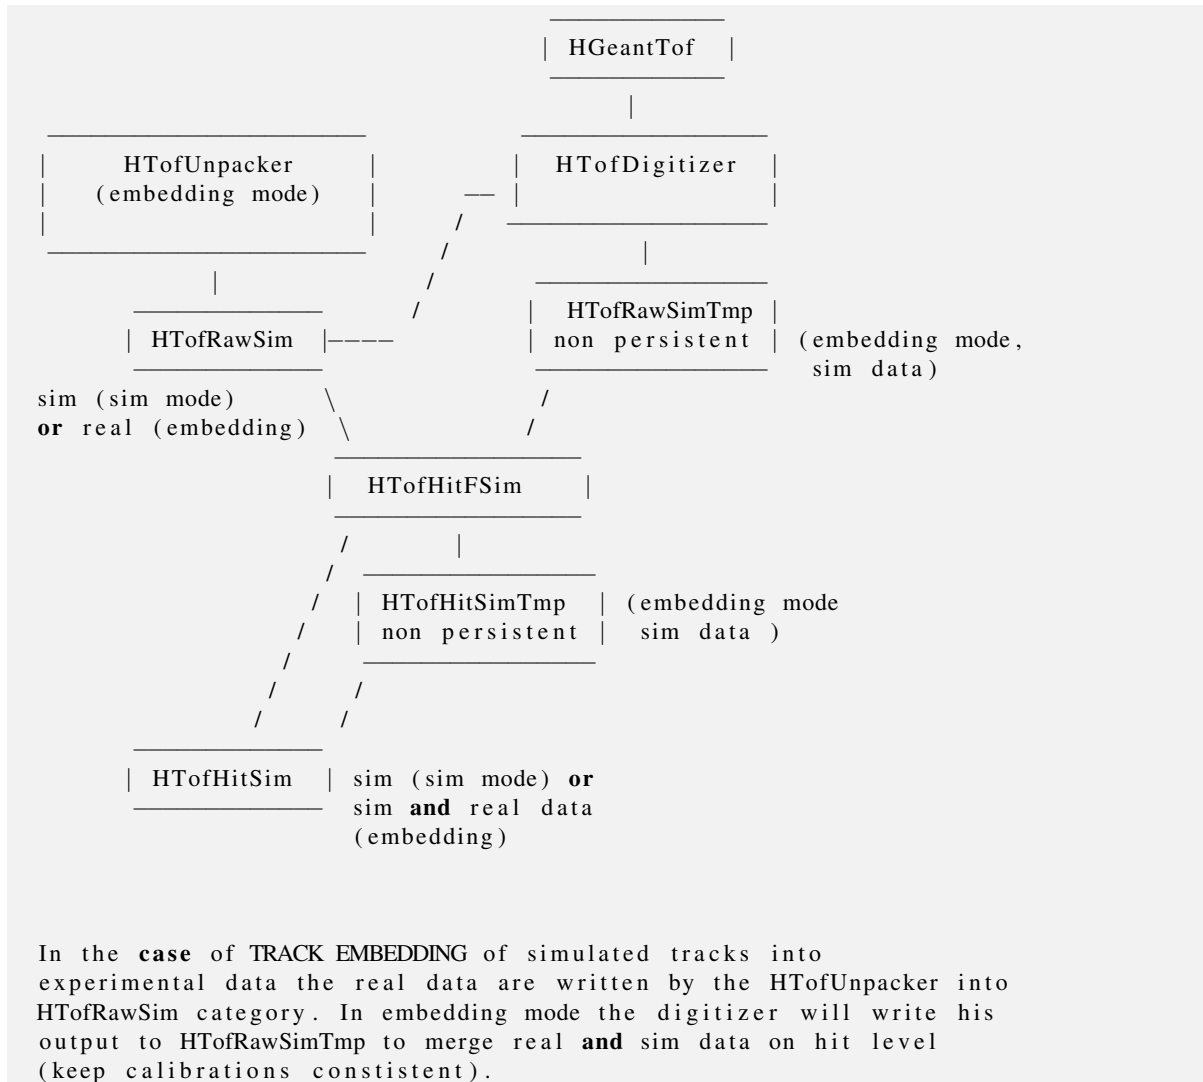 HGeantTof
HTofUnpacker
(embedding mode)
HTofDigitizer
HTofRawSim
HTofRawSimTmp
non persistent
(embedding mode,
sim data)
sim (sim mode)
or real (embedding)
HTofHitFSim
HTofHitSimTmp
non persistent
(embedding mode
sim data )
HTofHitSim
sim (sim mode) or
sim and real data
(embedding)
In the case of TRACK EMBEDDING of simulated tracks into
experimental data the real data are written by the HTofUnpacker into
HTofRawSim category. In embedding mode the digitizer will write his
output to HTofRawSimTmp to merge real and sim data on hit level
(keep calibrations constistent).